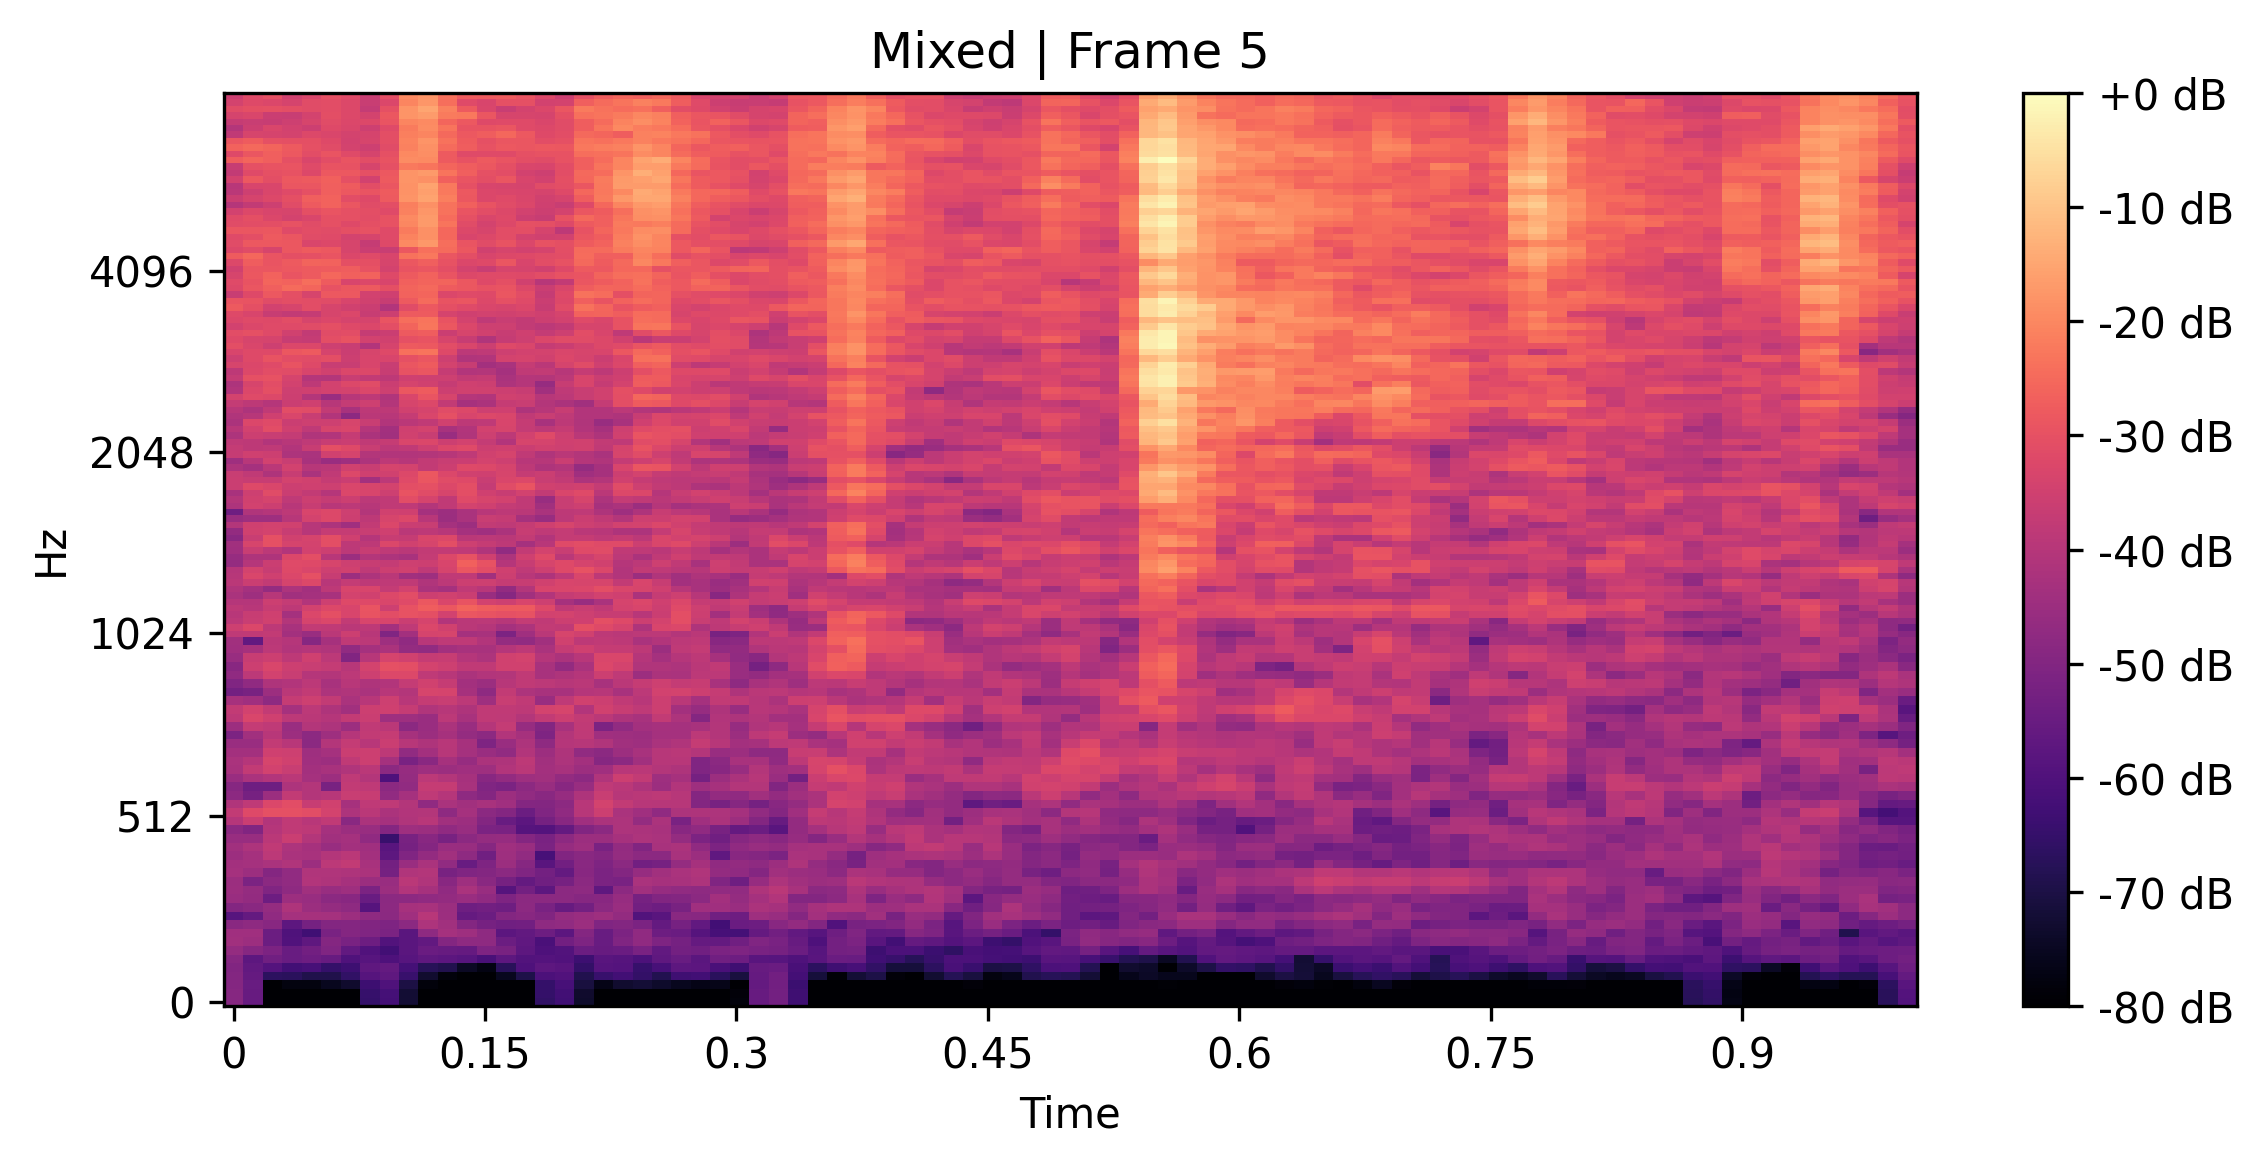 Mixed | Frame 5
Hz
4096
2048
1024
512
0
0 0.15 0.3 0.45 0.6 0.75 0.9
Time
+0 dB
-10 dB
-20 dB
-30 dB
-40 dB
-50 dB
-60 dB
-70 dB
-80 dB